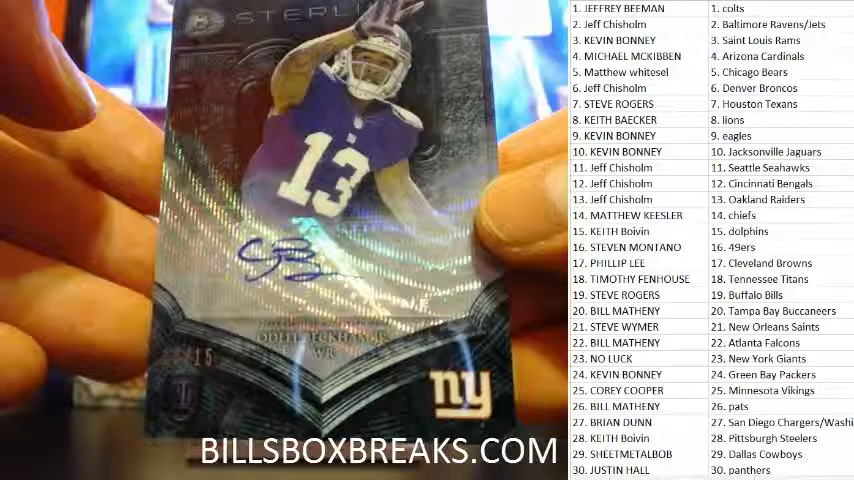 STERLING
13
ODELL BECKHAM JR.
WR
/15
ny
BILLSBOXBREAKS.COM
1. JEFFREY BEEMAN 1. colts
2. Jeff Chisholm 2. Baltimore Ravens/Jets
3. KEVIN BONNEY 3. Saint Louis Rams
4. MICHAEL MCKIBBEN 4. Arizona Cardinals
5. Matthew whitesel 5. Chicago Bears
6. Jeff Chisholm 6. Denver Broncos
7. STEVE ROGERS 7. Houston Texans
8. KEITH BAECKER 8. lions
9. KEVIN BONNEY 9. eagles
10. KEVIN BONNEY 10. Jacksonville Jaguars
11. Jeff Chisholm 11. Seattle Seahawks
12. Jeff Chisholm 12. Cincinnati Bengals
13. Jeff Chisholm 13. Oakland Raiders
14. MATTHEW KEESLER 14. chiefs
15. KEITH Boivin 15. dolphins
16. STEVEN MONTANO 16. 49ers
17. PHILLIP LEE 17. Cleveland Browns
18. TIMOTHY FENHOUSE 18. Tennessee Titans
19. STEVE ROGERS 19. Buffalo Bills
20. BILL MATHENY 20. Tampa Bay Buccaneers
21. STEVE WYMER 21. New Orleans Saints
22. BILL MATHENY 22. Atlanta Falcons
23. NO LUCK 23. New York Giants
24. KEVIN BONNEY 24. Green Bay Packers
25. COREY COOPER 25. Minnesota Vikings
26. BILL MATHENY 26. pats
27. BRIAN DUNN 27. San Diego Chargers/Washi
28. KEITH Boivin 28. Pittsburgh Steelers
29. SHEETMETALBOB 29. Dallas Cowboys
30. JUSTIN HALL 30. panthers